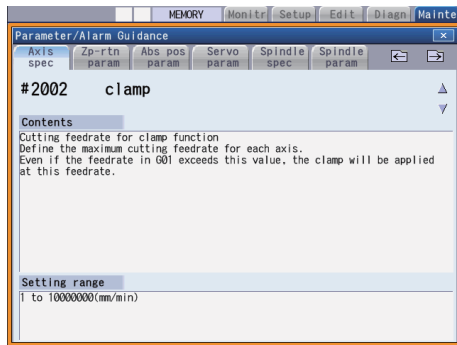 MEMORY Monitr Setup Edit Diagn Mainte
Parameter/Alarm Guidance
Axis spec Zp-rtn param Abs pos param Servo param Spindle spec Spindle param
#2002 clamp
Contents
Cutting feedrate for clamp function
Define the maximum cutting feedrate for each axis.
Even if the feedrate in G01 exceeds this value, the clamp will be applied
at this feedrate.
Setting range
1 to 10000000(mm/min)